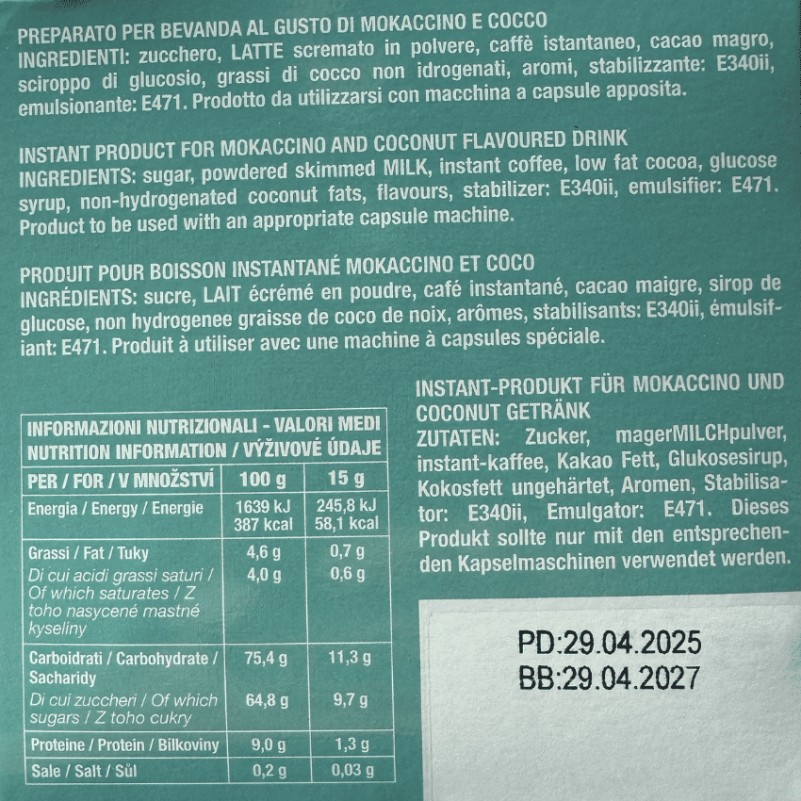 PREPARATO PER BEVANDA AL GUSTO DI MOKACCINO E COCCO
INGREDIENTI: zucchero, LATTE scremato in polvere, caffè istantaneo, cacao magro,
sciroppo di glucosio, grassi di cocco non idrogenati, aromi, stabilizzante: E340ii,
emulsionante: E471. Prodotto da utilizzarsi con macchina a capsule apposita.
INSTANT PRODUCT FOR MOKACCINO AND COCONUT FLAVOURED DRINK
INGREDIENTS: sugar, powdered skimmed MILK, instant coffee, low fat cocoa, glucose
syrup, non-hydrogenated coconut fats, flavours, stabilizer: E340ii, emulsifier: E471.
Product to be used with an appropriate capsule machine.
PRODUIT POUR BOISSON INSTANTANÉ MOKACCINO ET COCO
INGRÉDIENTS: sucre, LAIT écrémé en poudre, café instantané, cacao maigre, sirop de
glucose, non hydrogenee graisse de coco de noix, arômes, stabilisants: E340ii, émulsif-
iant: E471. Produit à utiliser avec une machine à capsules spéciale.
INSTANT-PRODUKT FÜR MOKACCINO UND
COCONUT GETRÄNK
ZUTATEN: Zucker, magerMILCHpulver,
instant-kaffee, Kakao Fett, Glukosesirup,
Kokosfett ungehärtet, Aromen, Stabilisa-
tor: E340ii, Emulgator: E471. Dieses
Produkt sollte nur mit den entsprechen-
den Kapselmaschinen verwendet werden.
INFORMAZIONI NUTRIZIONALI - VALORI MEDI
NUTRITION INFORMATION / VÝŽIVOVÉ ÚDAJE
PER / FOR / V MNOŽSTVÍ 100 g 15 g
Energia / Energy / Energie 1639 kJ 245,8 kJ
387 kcal 58,1 kcal
Grassi / Fat / Tuky 4,6 g 0,7 g
Di cui acidi grassi saturi / 4,0 g 0,6 g
Of which saturates / Z
toho nasycené mastné
kyseliny
Carboidrati / Carbohydrate / 75,4 g 11,3 g
Sacharidy
Di cui zuccheri / Of which 64,8 g 9,7 g
sugars / Z toho cukry
Proteine / Protein / Bílkoviny 9,0 g 1,3 g
Sale / Salt / Sůl 0,2 g 0,03 g
PD:29.04.2025
BB:29.04.2027